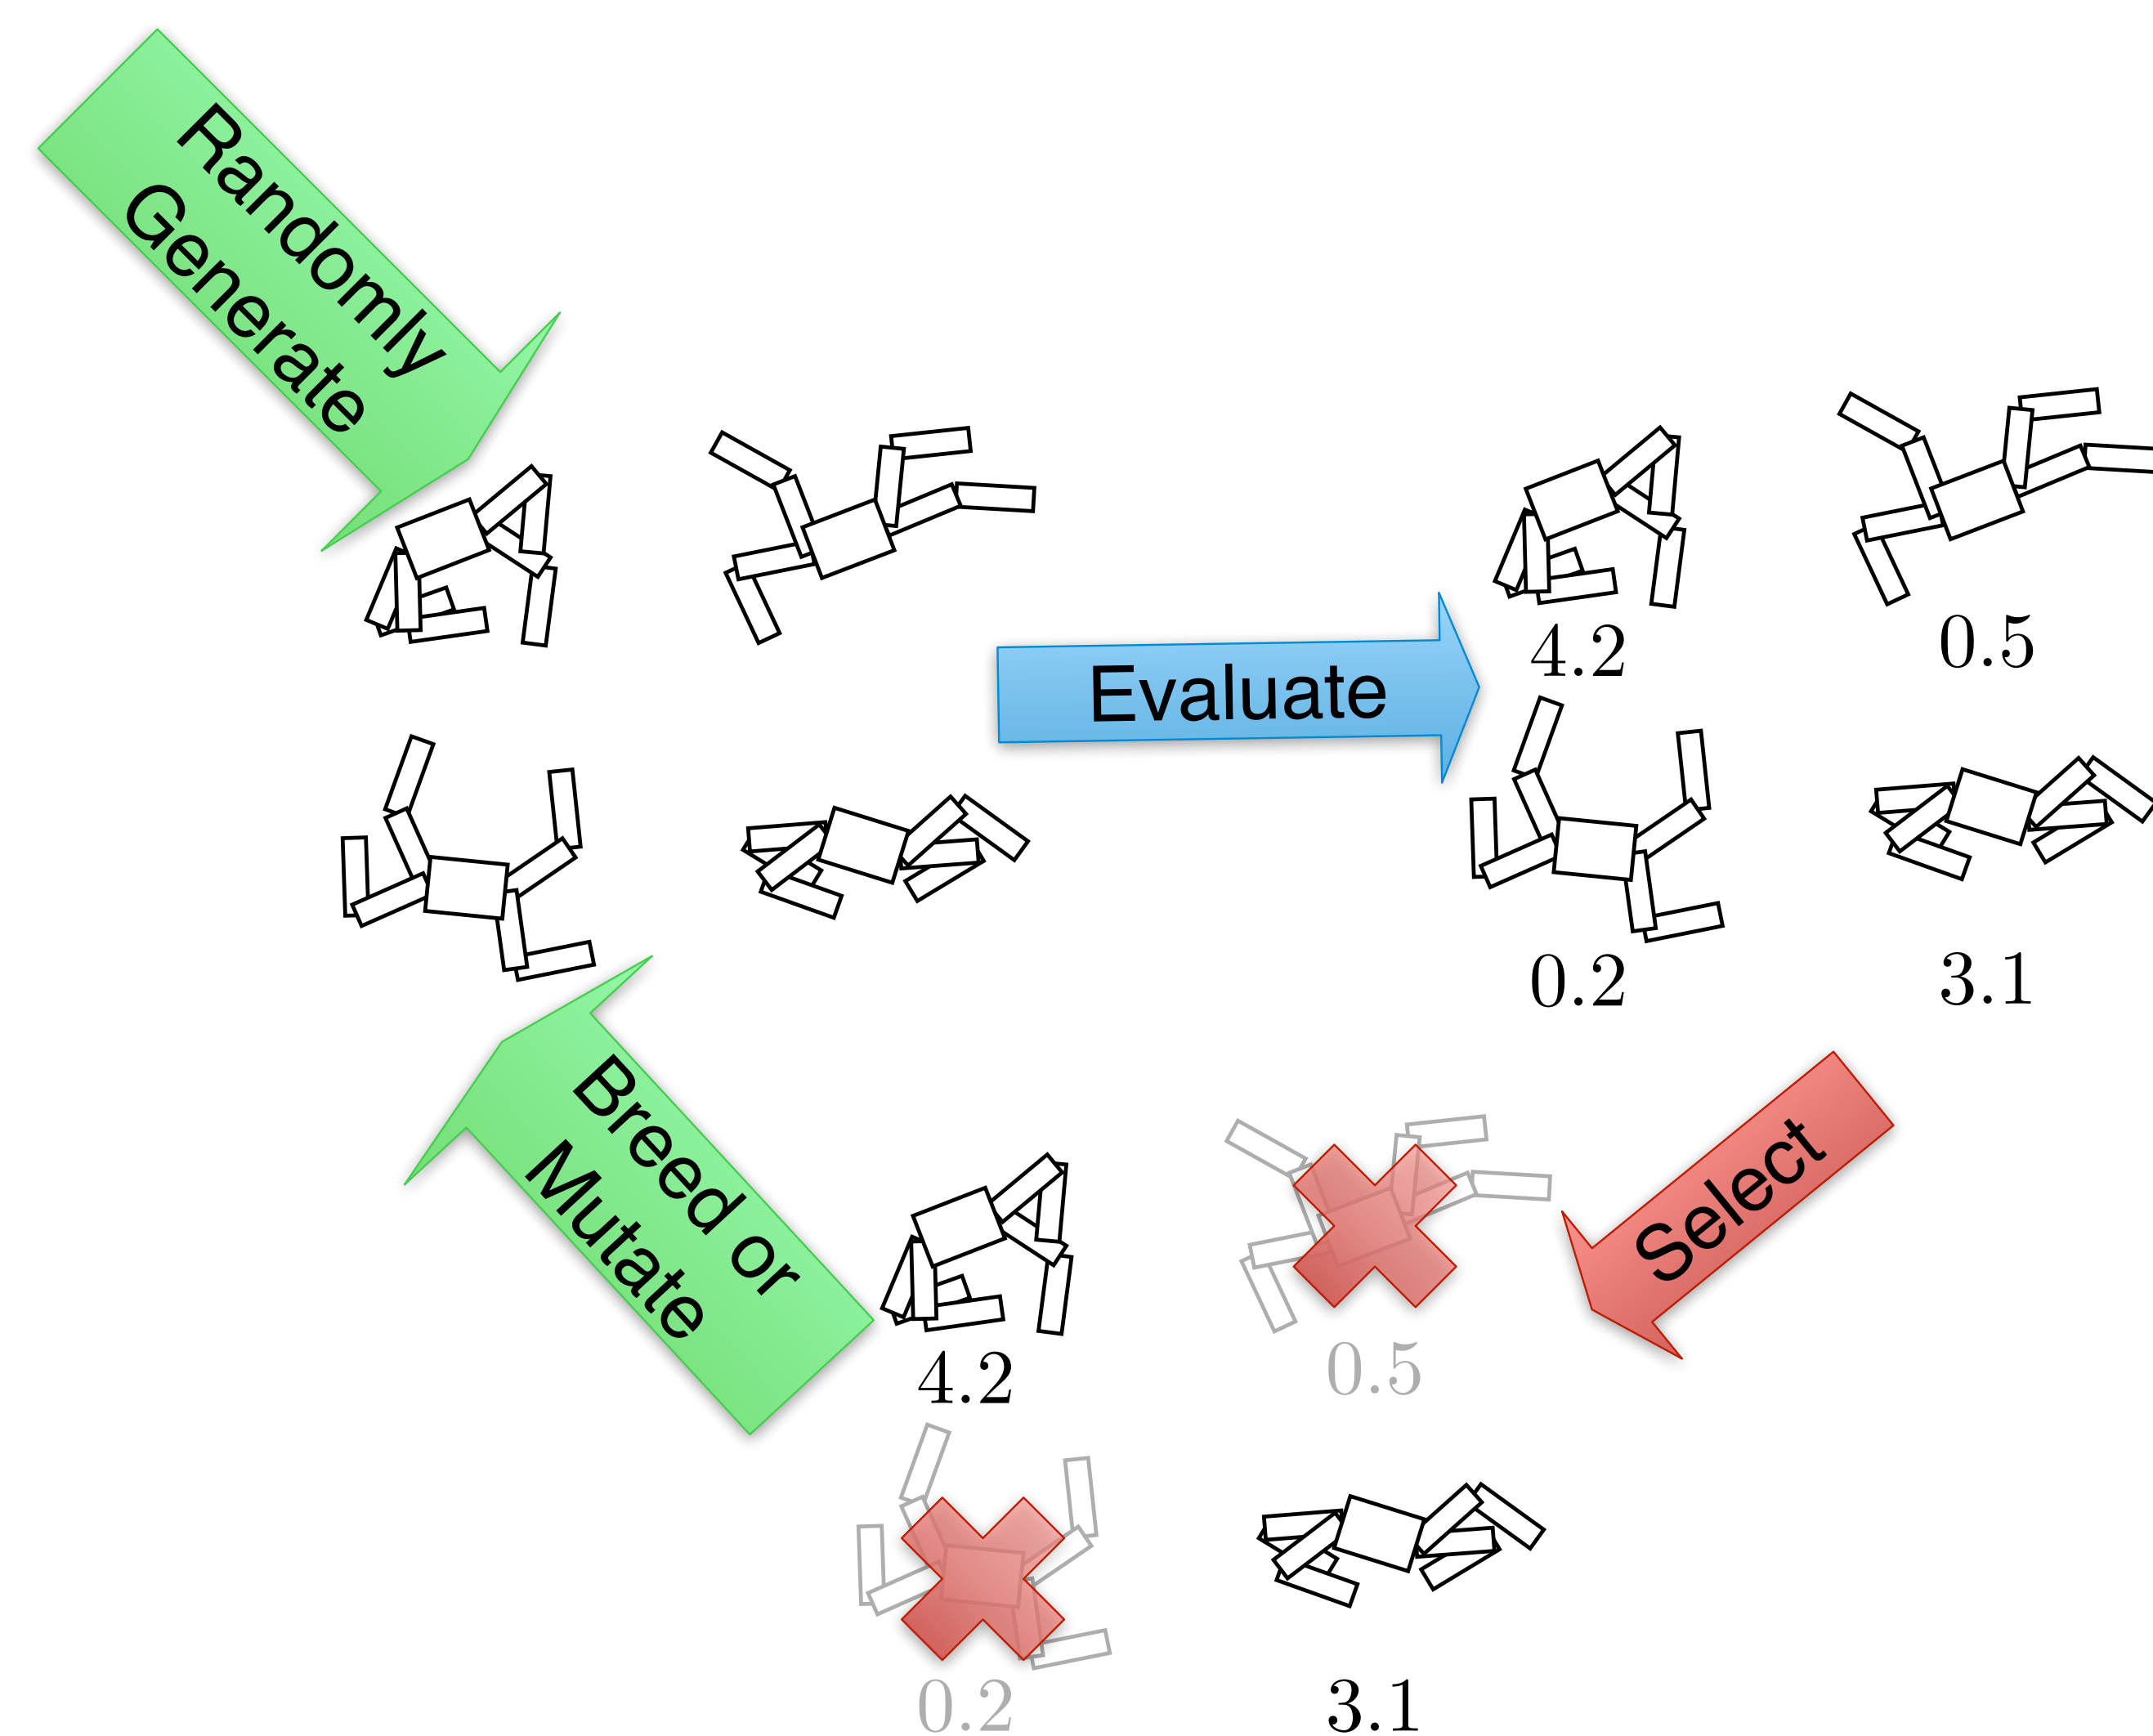 Randomly
Generate
Evaluate
4.2
0.5
0.2
3.1
Select
Breed or
Mutate
4.2
0.5
0.2
3.1